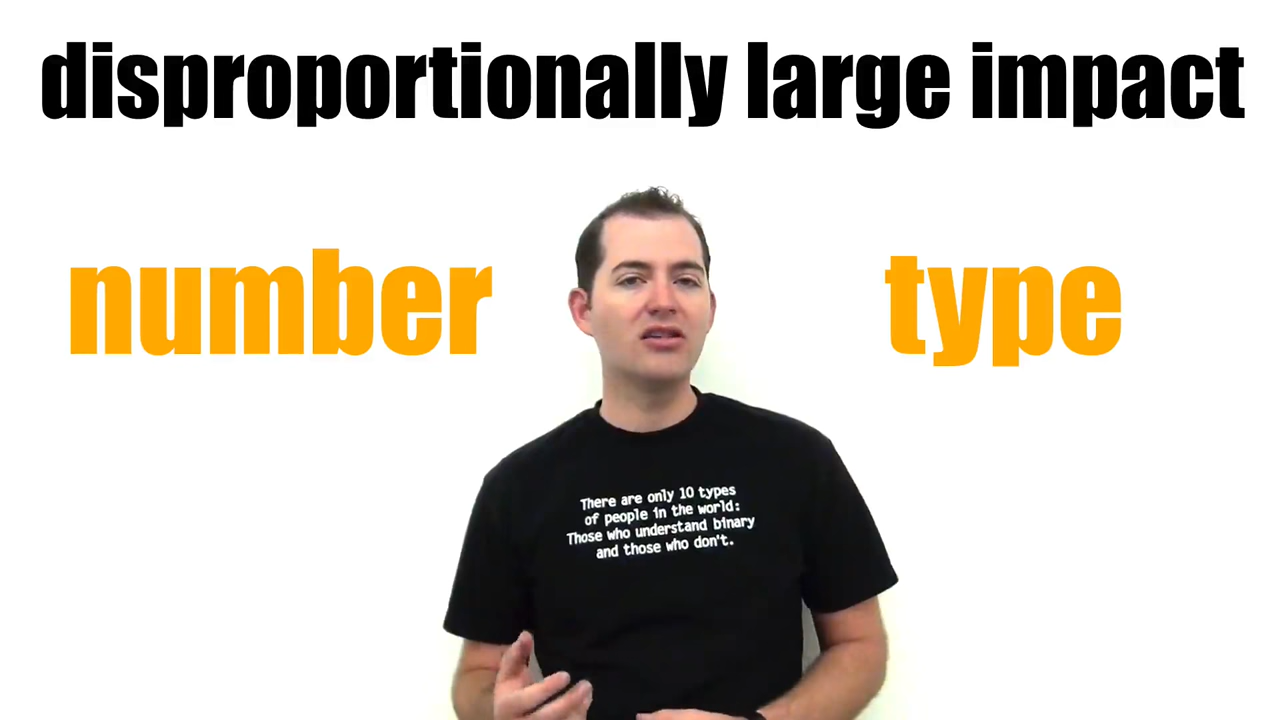 disproportionally large impact
number
type
There are only 10 types
of people in the world:
Those who understand binary
and those who don't.